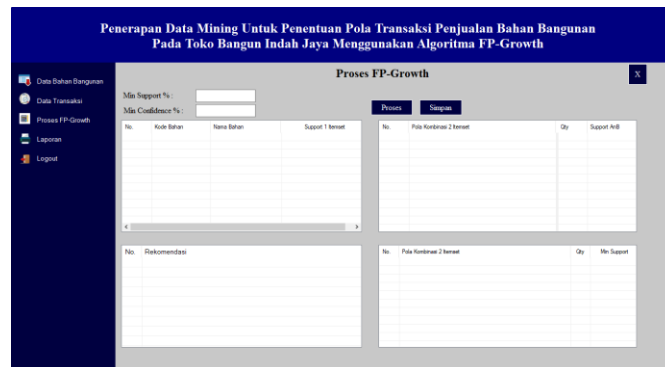 Penerapan Data Mining Untuk Penentuan Pola Transaksi Penjualan Bahan Bangunan
Pada Toko Bangun Indah Jaya Menggunakan Algoritma FP-Growth
Data Bahan Bangunan
Data Transaksi
Proses FP-Growth
Laporan
Logout
Proses FP-Growth
X
Min Support % :
Min Confidence % :
Proses Simpan
No. Kode Bahan Nama Bahan Support 1 Itemset
No. Pola Kombinasi 2 Itemset Qty Support A∩B
No. Rekomendasi
No. Pola Kombinasi 2 Itemset Qty Min Support